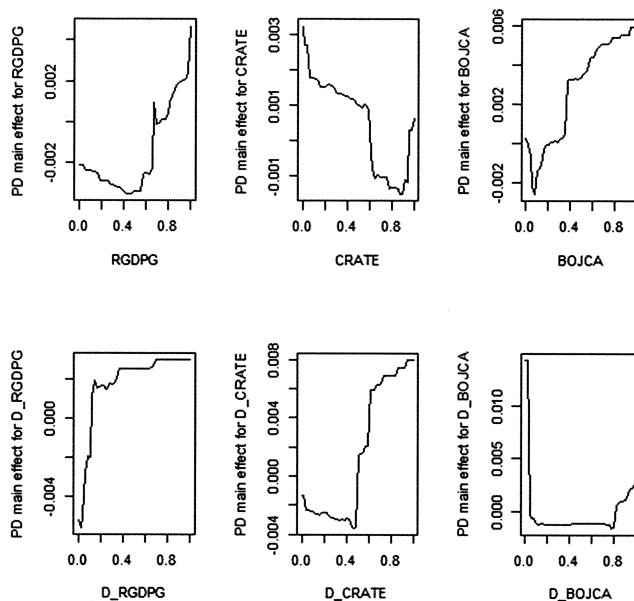 PD main effect for RGDPG
-0.002
0.002
0.0
0.4
0.8
RGDPG
PD main effect for CRATE
-0.001
0.001
0.003
0.0
0.4
0.8
CRATE
PD main effect for BOJCA
-0.002
0.002
0.006
0.0
0.4
0.8
BOJCA
PD main effect for D_RGDPG
-0.004
0.000
0.0
0.4
0.8
D_RGDPG
PD main effect for D_CRATE
-0.004
0.000
0.004
0.008
0.0
0.4
0.8
D_CRATE
PD main effect for D_BOJCA
0.000
0.005
0.010
0.0
0.4
0.8
D_BOJCA